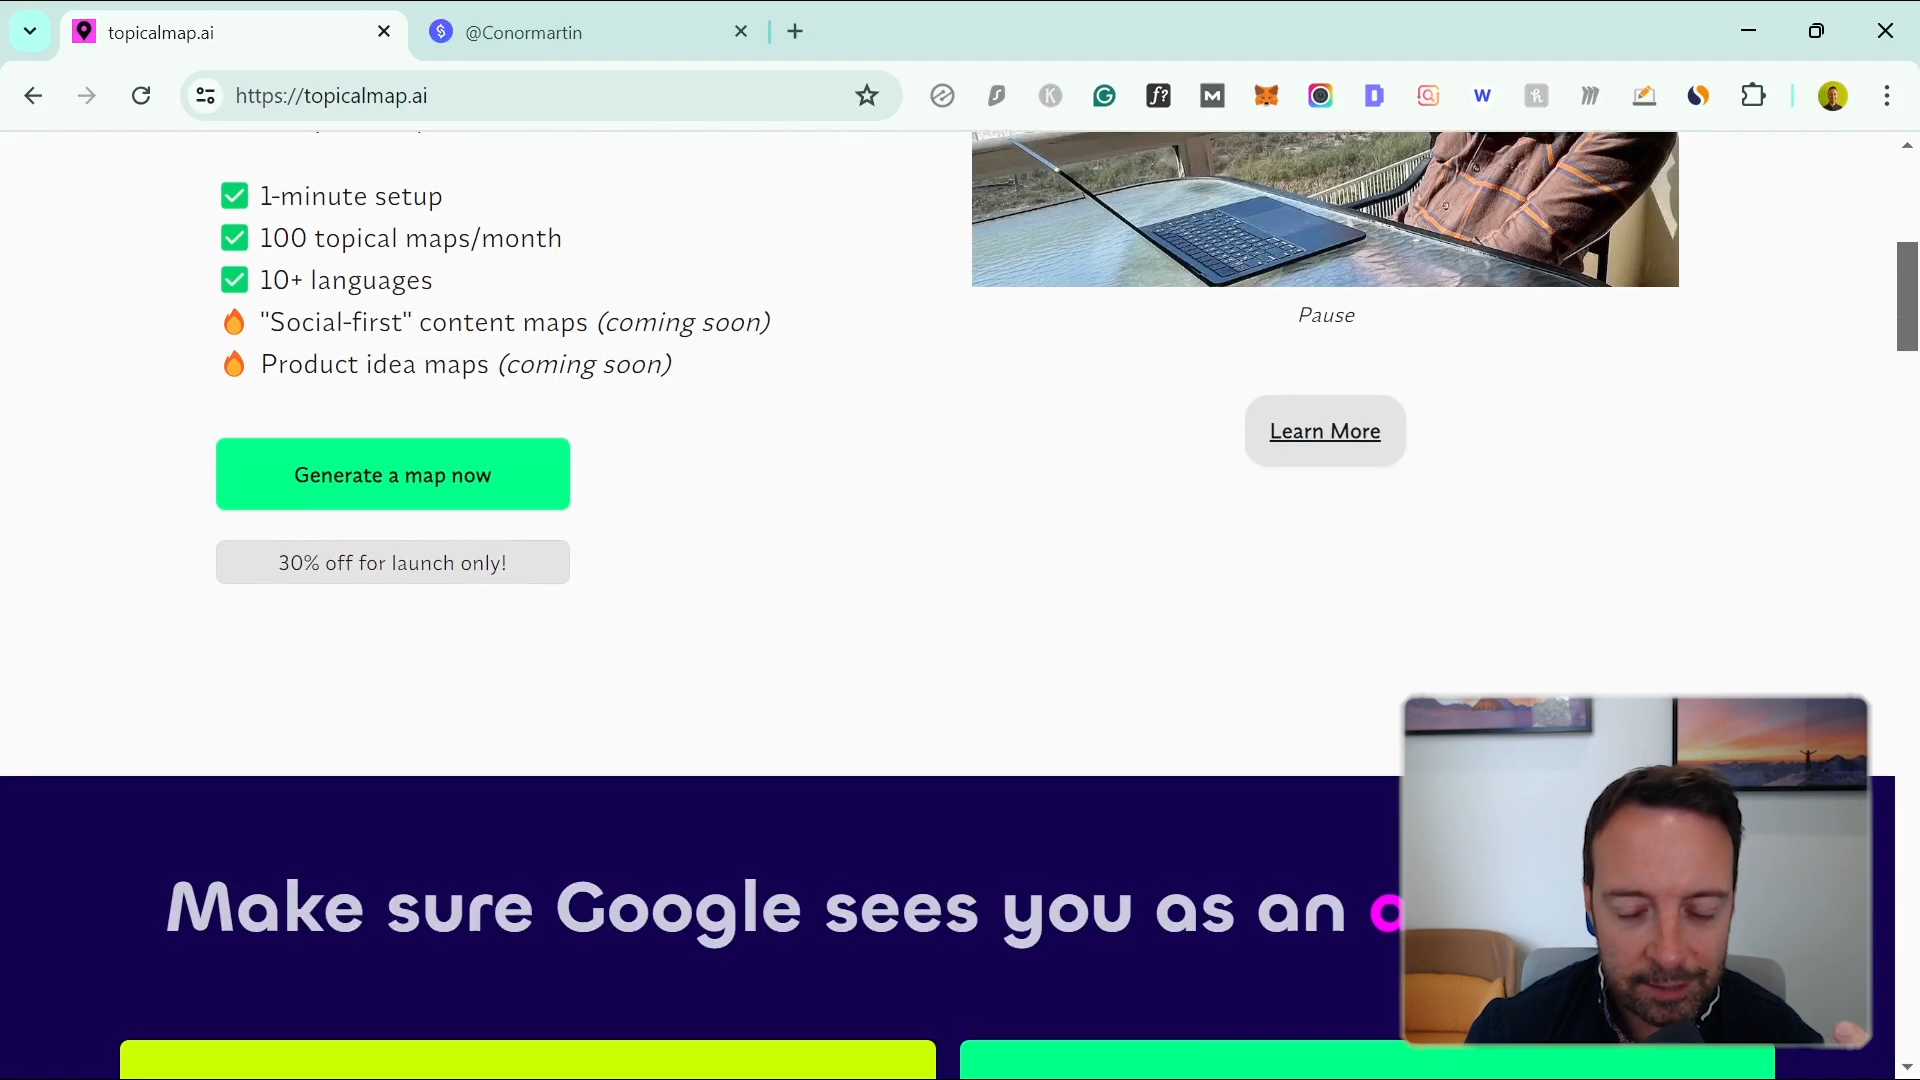 topicalmap.ai
@Conormartin
https://topicalmap.ai
1-minute setup
100 topical maps/month
10+ languages
"Social-first" content maps (coming soon)
Product idea maps (coming soon)
Generate a map now
30% off for launch only!
Pause
Learn More
Make sure Google sees you as an